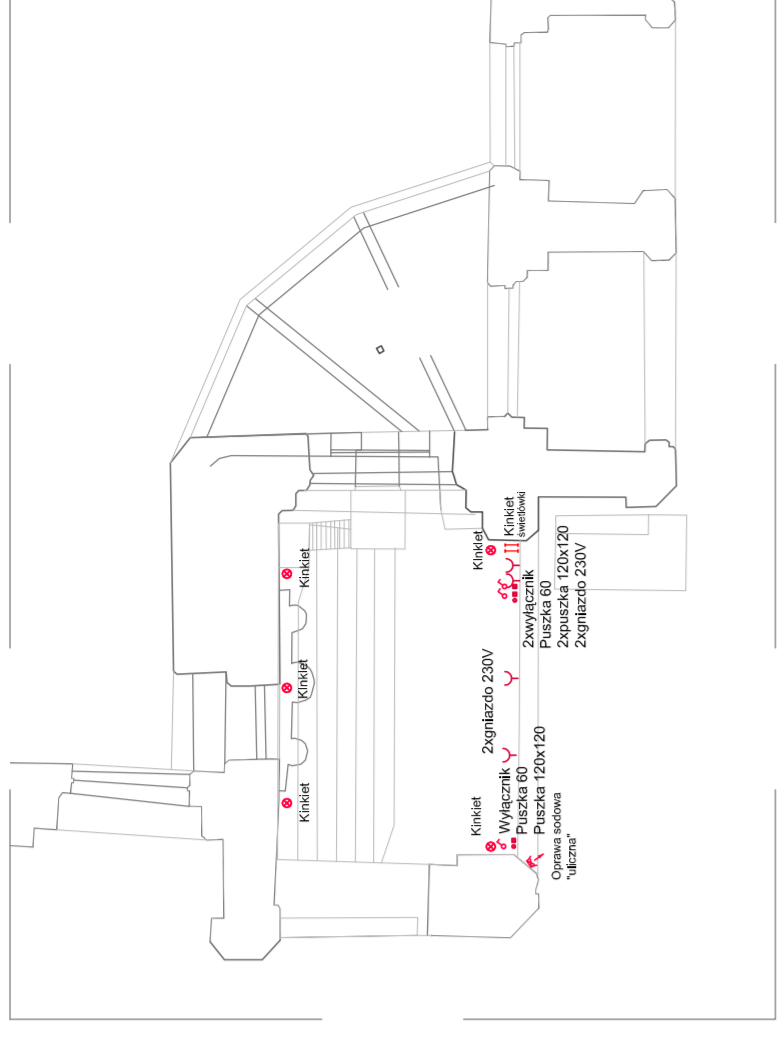 Kinkiet
Kinkiet
Kinkiet
Kinkiet
Wyłącznik
Puszka 60
Puszka 120x120
Oprawa sodowa
"uliczna"
2xgniazdo 230V
Kinkiet
Kinkiet
świetlówki
2xwyłącznik
Puszka 60
2xpuszka 120x120
2xgniazdo 230V